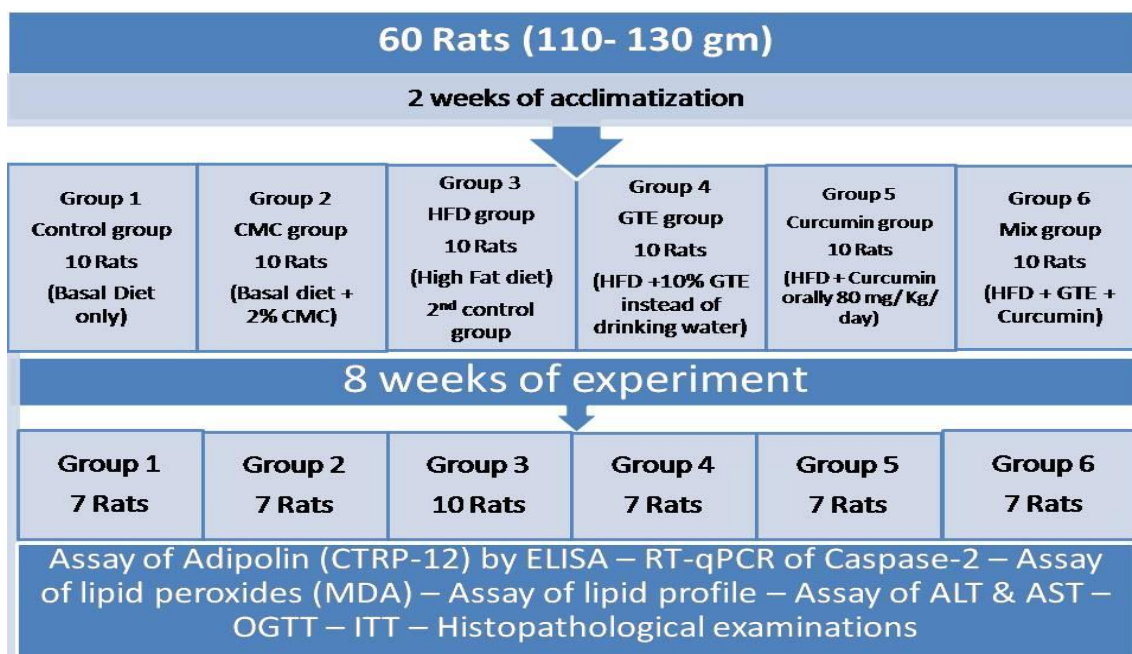 60 Rats (110- 130 gm)
2 weeks of acclimatization
Group 1
Control group
10 Rats
(Basal Diet
only)
Group 2
CMC group
10 Rats
(Basal diet +
2% CMC)
Group 3
HFD group
10 Rats
(High Fat diet)
2nd control
group
Group 4
GTE group
10 Rats
(HFD +10% GTE
instead of
drinking water)
Group 5
Curcumin group
10 Rats
(HFD + Curcumin
orally 80 mg/ Kg/
day)
Group 6
Mix group
10 Rats
(HFD + GTE +
Curcumin)
8 weeks of experiment
Group 1
7 Rats
Group 2
7 Rats
Group 3
10 Rats
Group 4
7 Rats
Group 5
7 Rats
Group 6
7 Rats
Assay of Adipolin (CTRP-12) by ELISA – RT-qPCR of Caspase-2 – Assay
of lipid peroxides (MDA) – Assay of lipid profile – Assay of ALT & AST –
OGTT – ITT – Histopathological examinations